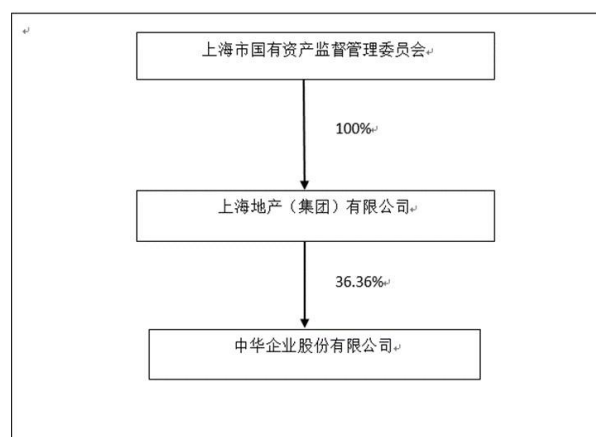 上海市国有资产监督管理委员会
100%
上海地产（集团）有限公司
36.36%
中华企业股份有限公司